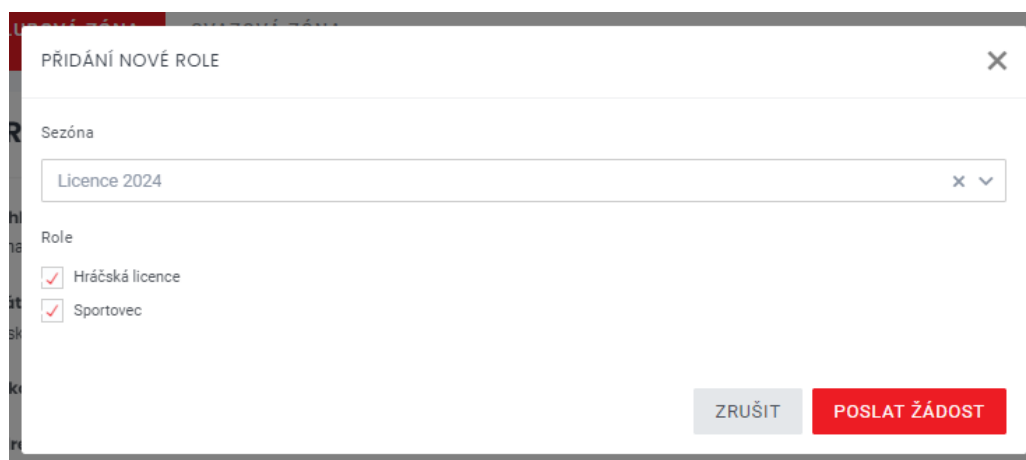 PŘIDÁNÍ NOVÉ ROLE
Sezóna
Licence 2024
Role
Hráčská licence
Sportovec
ZRUŠIT
POSLAT ŽÁDOST